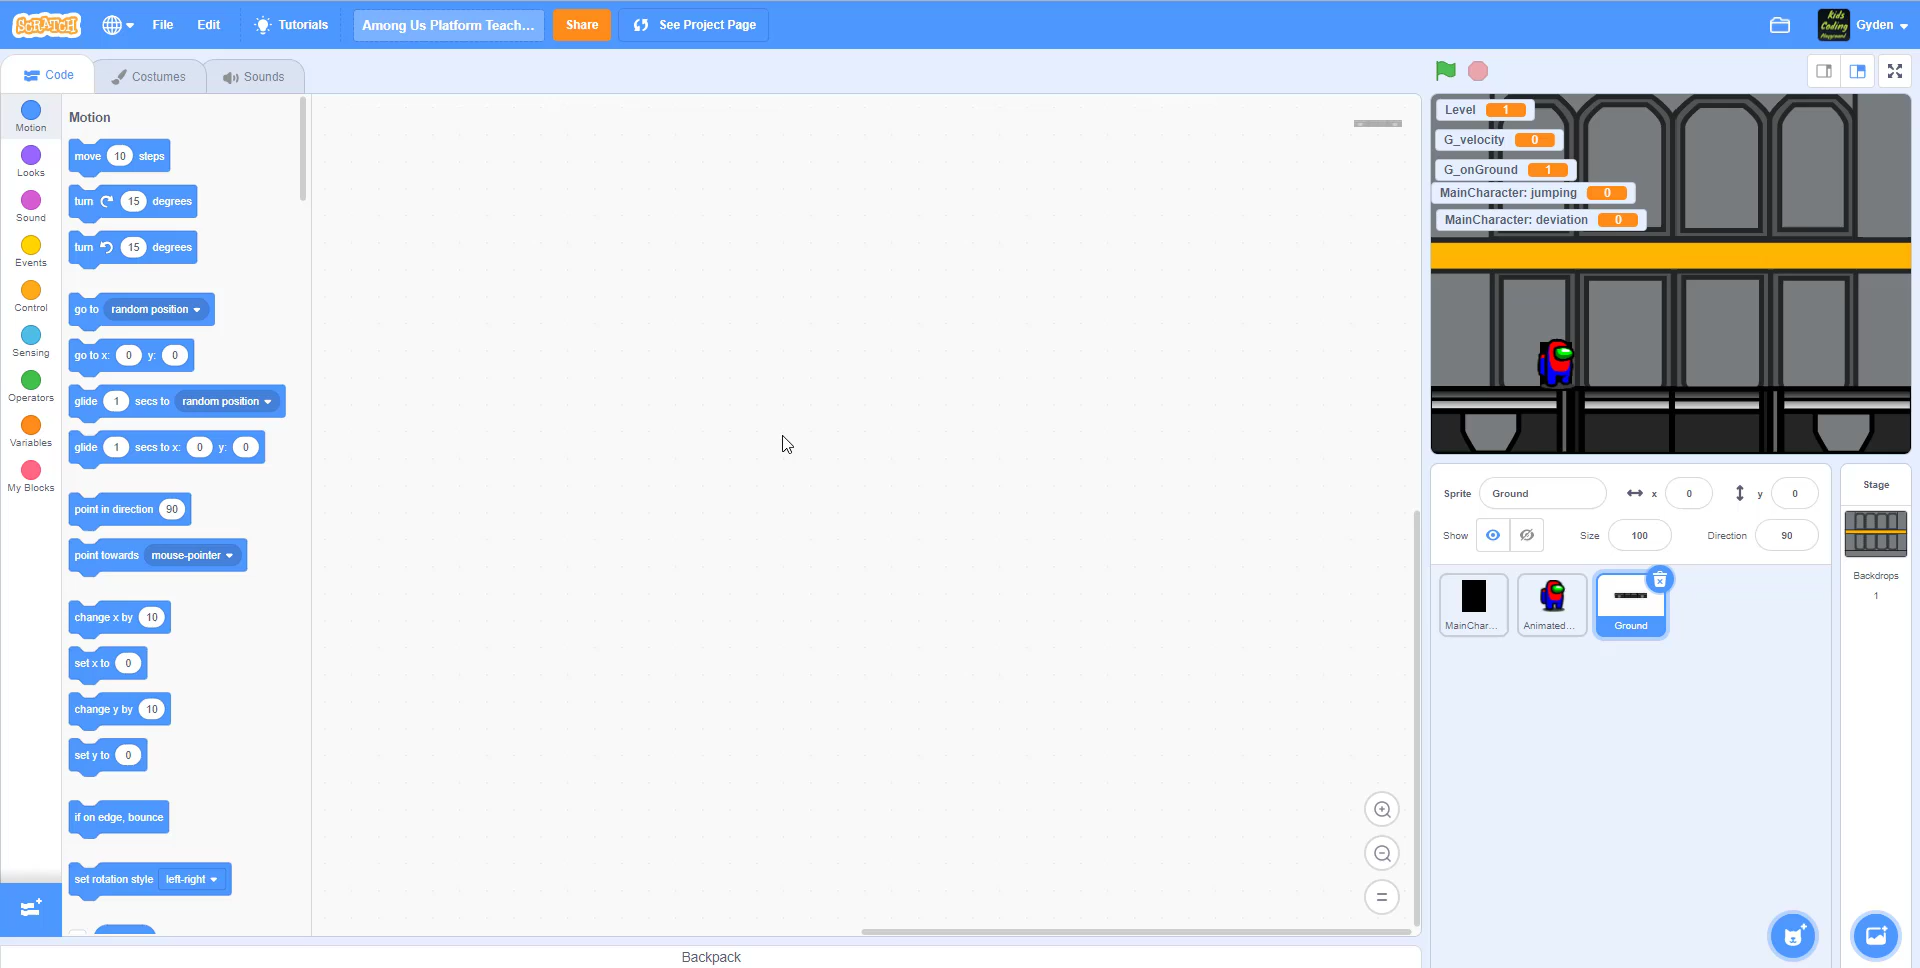 SCRATCH File Edit Tutorials Among Us Platform Teach... Share See Project Page Kids Coding Playground Gyden
Code Costumes Sounds
Motion
Looks
Sound
Events
Control
Sensing
Operators
Variables
My Blocks
Motion
move 10 steps
turn 15 degrees
turn 15 degrees
go to random position
go to x: 0 y: 0
glide 1 secs to random position
glide 1 secs to x: 0 y: 0
point in direction 90
point towards mouse-pointer
change x by 10
set x to 0
change y by 10
set y to 0
if on edge, bounce
set rotation style left-right
Level 1
G_velocity 0
G_onGround 1
MainCharacter: jumping 0
MainCharacter: deviation 0
Sprite Ground x 0 y 0
Show Size 100 Direction 90
MainChar... Animated... Ground
Stage
Backdrops
1
Backpack